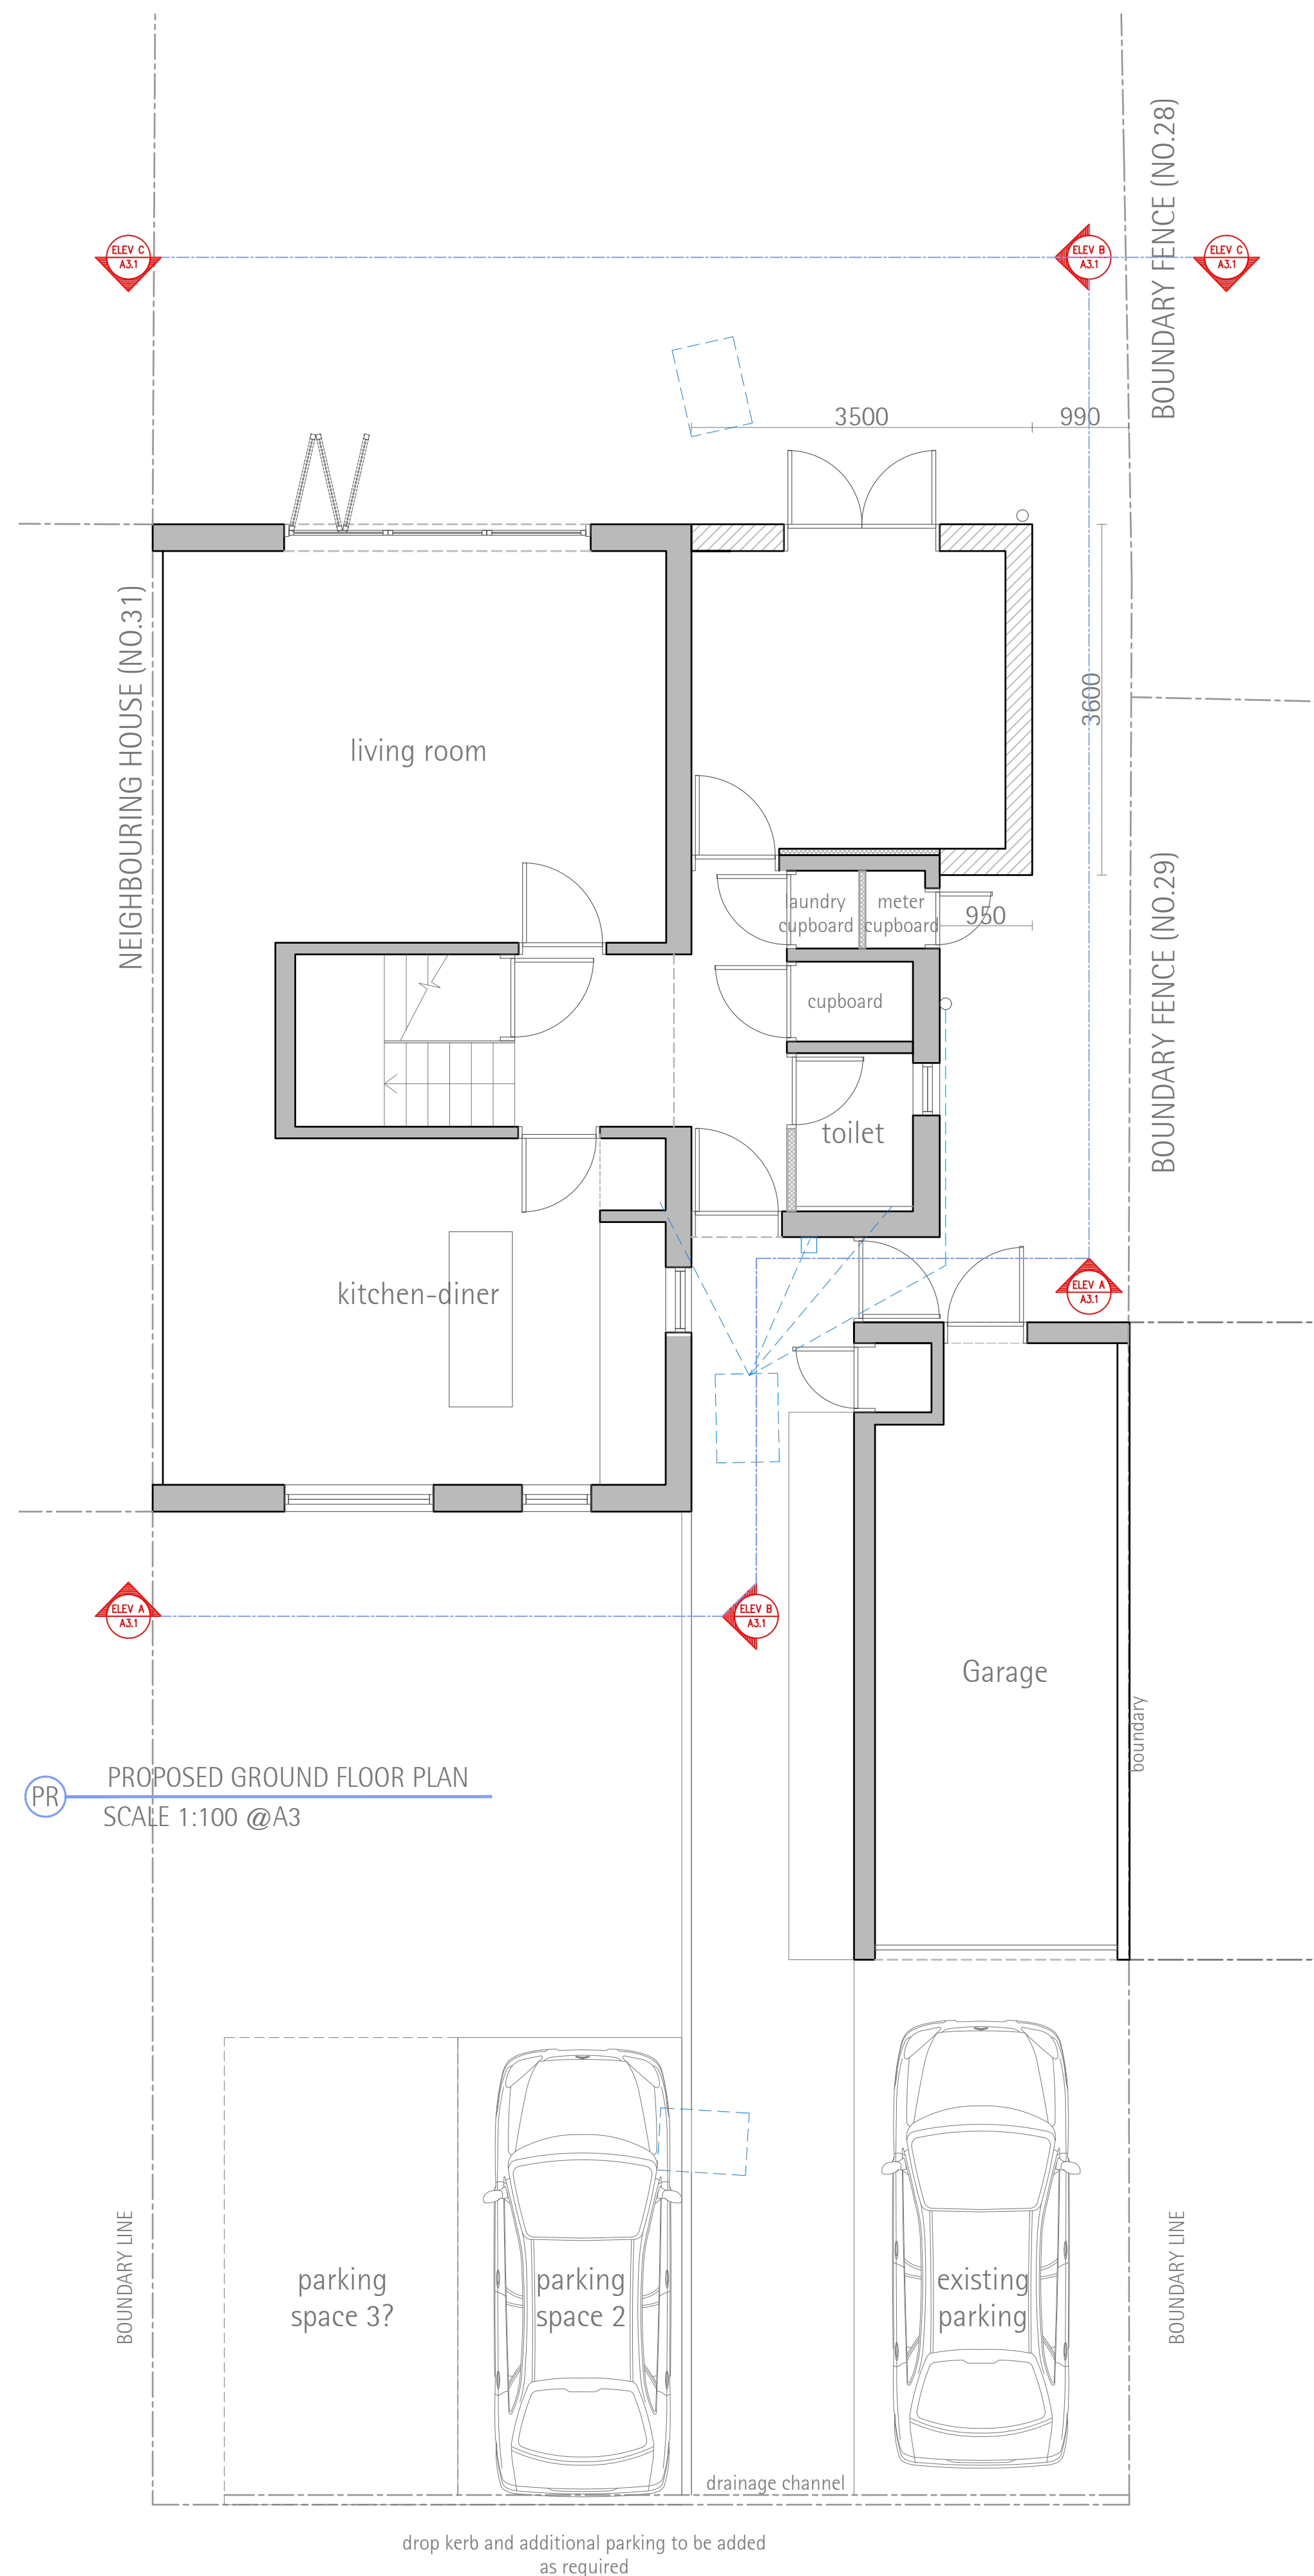 BOUNDARY FENCE (NO.28)
ELEV C
A3.1
ELEV B
A3.1
ELEV C
A3.1
3500
990
NEIGHBOURING HOUSE (NO.31)
3600
living room
laundry
cupboard
meter
cupboard
950
BOUNDARY FENCE (NO.29)
cupboard
toilet
kitchen-diner
ELEV A
A3.1
ELEV A
A3.1
ELEV B
A3.1
Garage
boundary
PR
PROPOSED GROUND FLOOR PLAN
SCALE 1:100 @A3
BOUNDARY LINE
parking
space 3?
parking
space 2
existing
parking
BOUNDARY LINE
drainage channel
drop kerb and additional parking to be added
as required